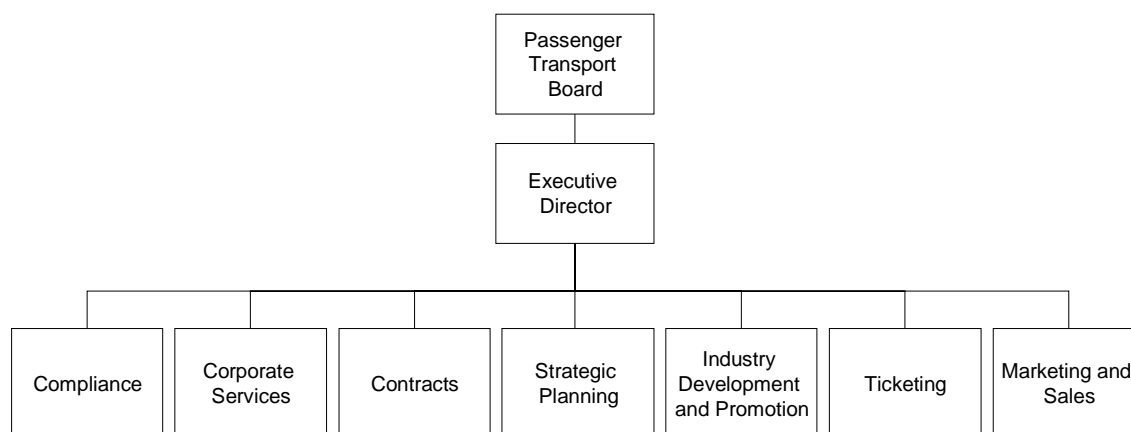 Passenger
Transport
Board
Executive
Director
Compliance
Corporate
Services
Contracts
Strategic
Planning
Industry
Development
and Promotion
Ticketing
Marketing and
Sales